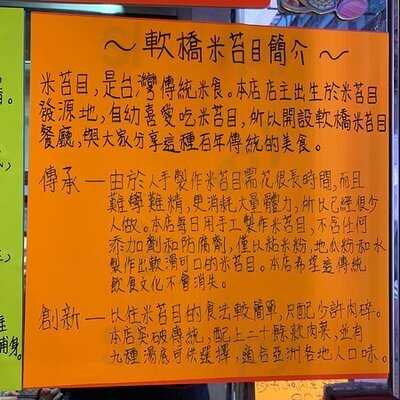 ～軟橋米苔目簡介～
米苔目，是台灣傳統米食。本店店主出生於米苔目
發源地，自幼喜愛吃米苔目，所以開設軟橋米苔目
餐廳，與大家分享這種百年傳統的美食。
傳承—由於人手製作米苔目需花很長時間，而且
難學難精，更消耗大量體力，所以已經很少
人做。本店每日用手工製作米苔目，不含任何
添加劑和防腐劑，僅以粘米粉，地瓜粉和水
製作出軟滑可口的米苔目。本店希望這傳統
飲食文化不會消失。
創新—以往米苔目的食法較簡單，只配少許肉碎。
本店突破傳統，配上二十餘款肉菜，並有
九種湯底可供選擇，適合亞洲各地人口味。